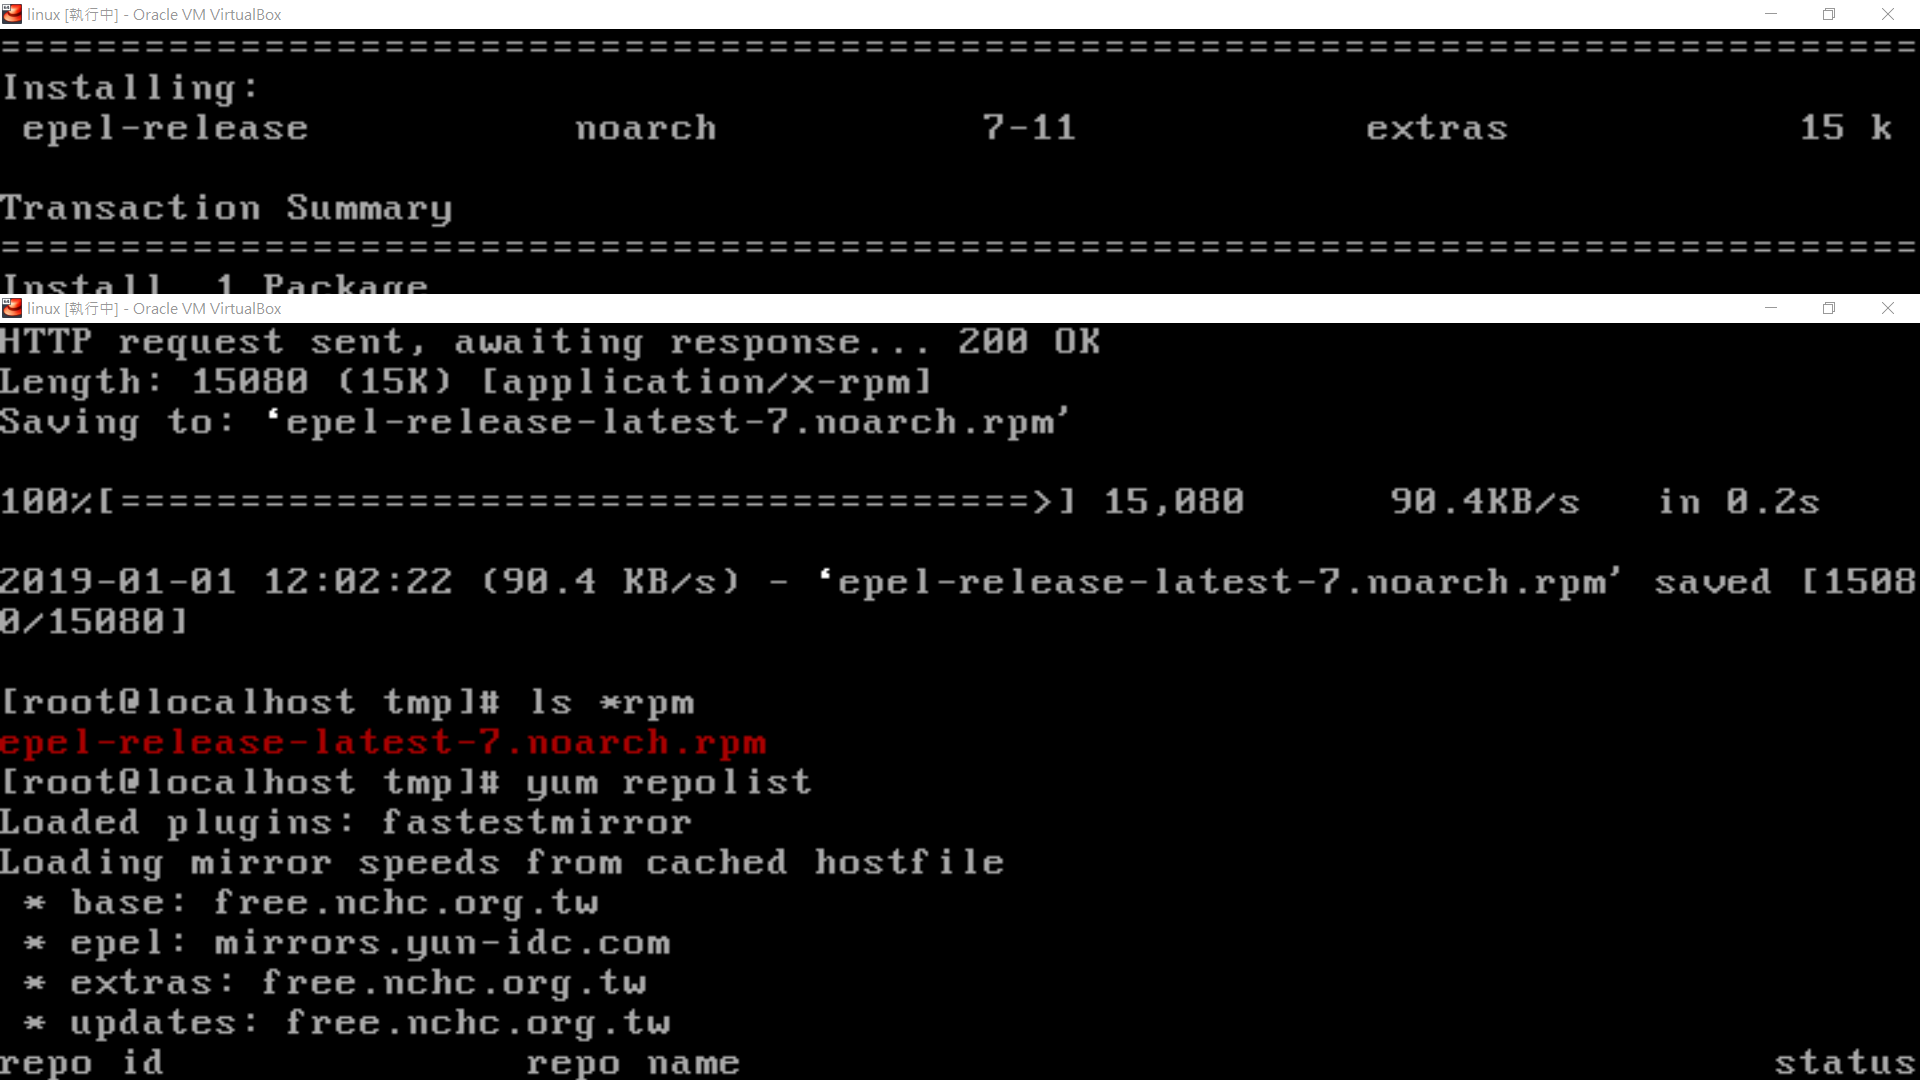 linux [執行中] - Oracle VM VirtualBox
================================================================================
Installing:
 epel-release           noarch           7-11            extras            15 k

Transaction Summary
================================================================================
Install  1 Package
linux [執行中] - Oracle VM VirtualBox
HTTP request sent, awaiting response... 200 OK
Length: 15080 (15K) [application/x-rpm]
Saving to: ‘epel-release-latest-7.noarch.rpm’

100%[======================================>] 15,080      90.4KB/s   in 0.2s

2019-01-01 12:02:22 (90.4 KB/s) - ‘epel-release-latest-7.noarch.rpm’ saved [1508
0/15080]

[root@localhost tmp]# ls *rpm
epel-release-latest-7.noarch.rpm
[root@localhost tmp]# yum repolist
Loaded plugins: fastestmirror
Loading mirror speeds from cached hostfile
 * base: free.nchc.org.tw
 * epel: mirrors.yun-idc.com
 * extras: free.nchc.org.tw
 * updates: free.nchc.org.tw
repo id               repo name                                           status